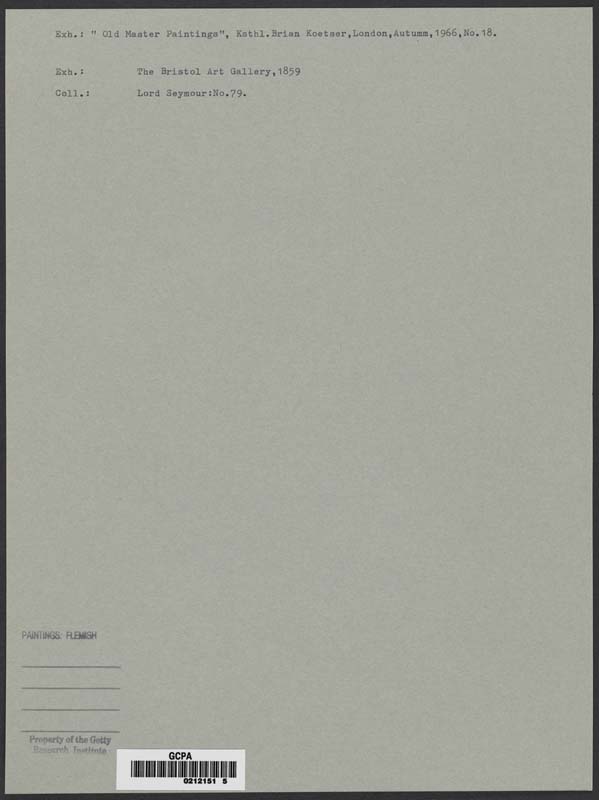 Exh.: " Old Master Paintings", Kathl.Brian Koetser,London,Autumm,1966,No.18.
Exh.: The Bristol Art Gallery,1859
Coll.: Lord Seymour:No.79.
PAINTINGS: FLEMISH
Property of the Getty
Research Institute
GCPA
0212151 5